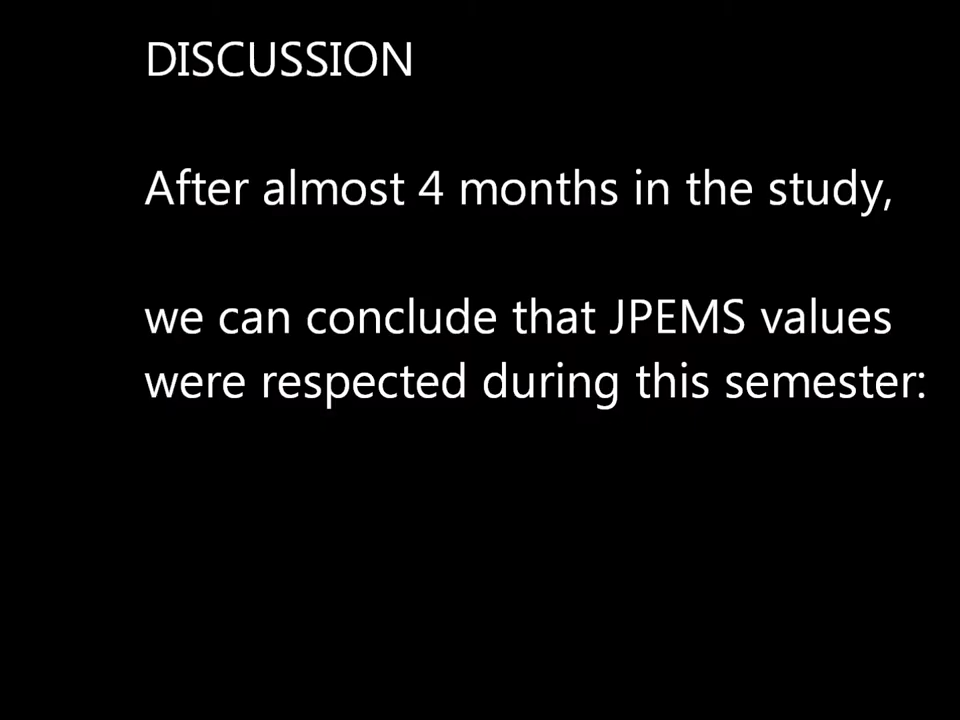 DISCUSSION
After almost 4 months in the study,
we can conclude that JPEMS values
were respected during this semester: